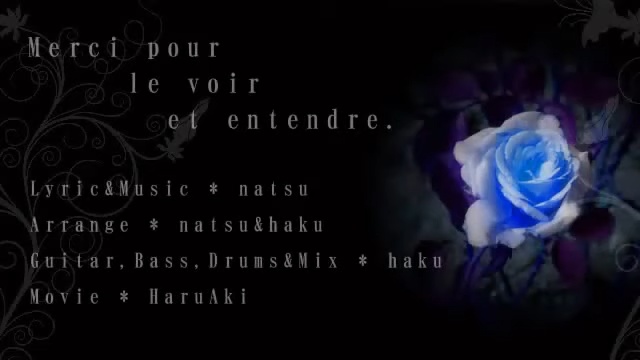 Merci pour
le voir
et entendre.
Lyric&Music * natsu
Arrange * natsu&haku
Guitar,Bass,Drums&Mix * haku
Movie * HaruAki